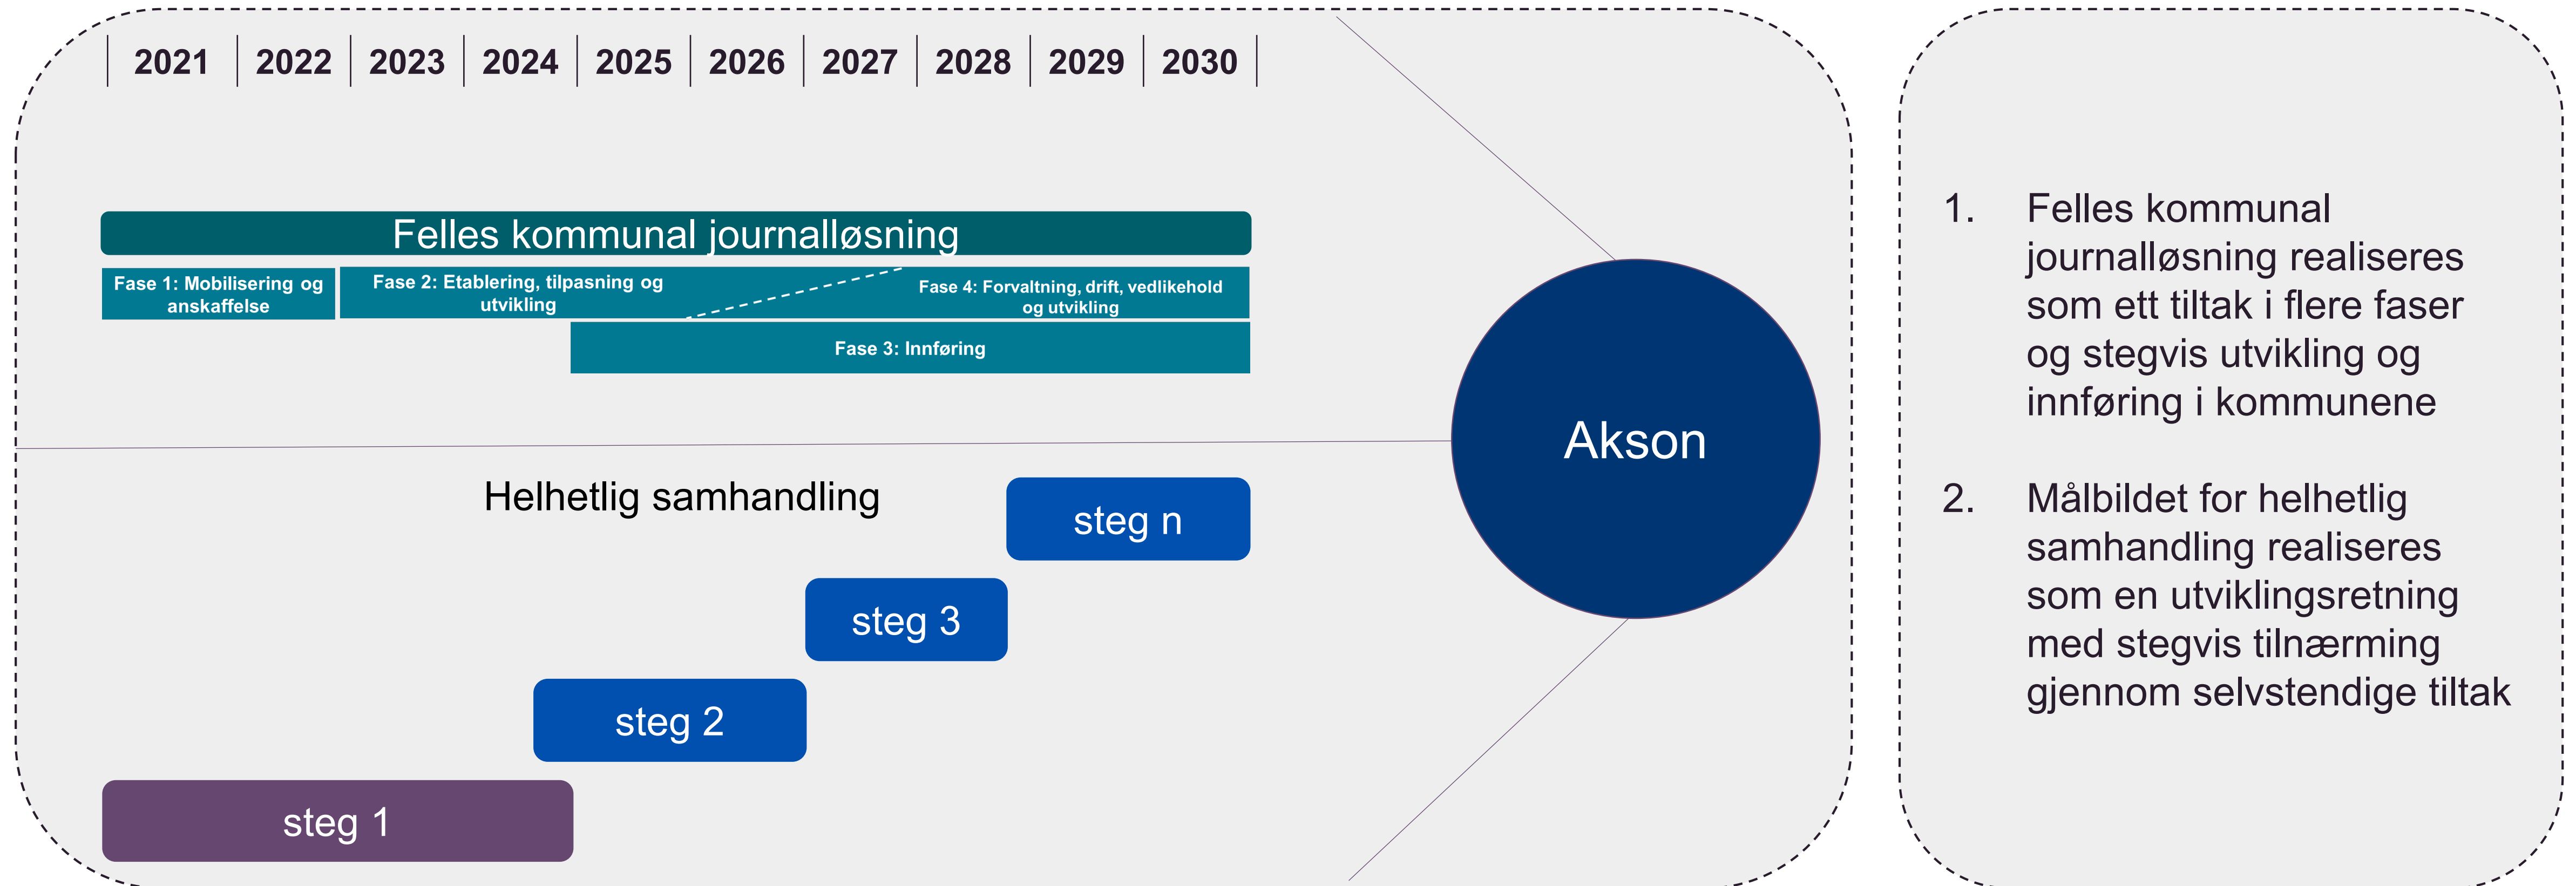 2021 2022 2023 2024 2025 2026 2027 2028 2029 2030
Felles kommunal journalløsning
Fase 1: Mobilisering og
anskaffelse
Fase 2: Etablering, tilpasning og
utvikling
Fase 4: Forvaltning, drift, vedlikehold
og utvikling
Fase 3: Innføring
Akson
Helhetlig samhandling
steg n
steg 3
steg 2
steg 1
1. Felles kommunal
journalløsning realiseres
som ett tiltak i flere faser
og stegvis utvikling og
innføring i kommunene
2. Målbildet for helhetlig
samhandling realiseres
som en utviklingsretning
med stegvis tilnærming
gjennom selvstendige tiltak